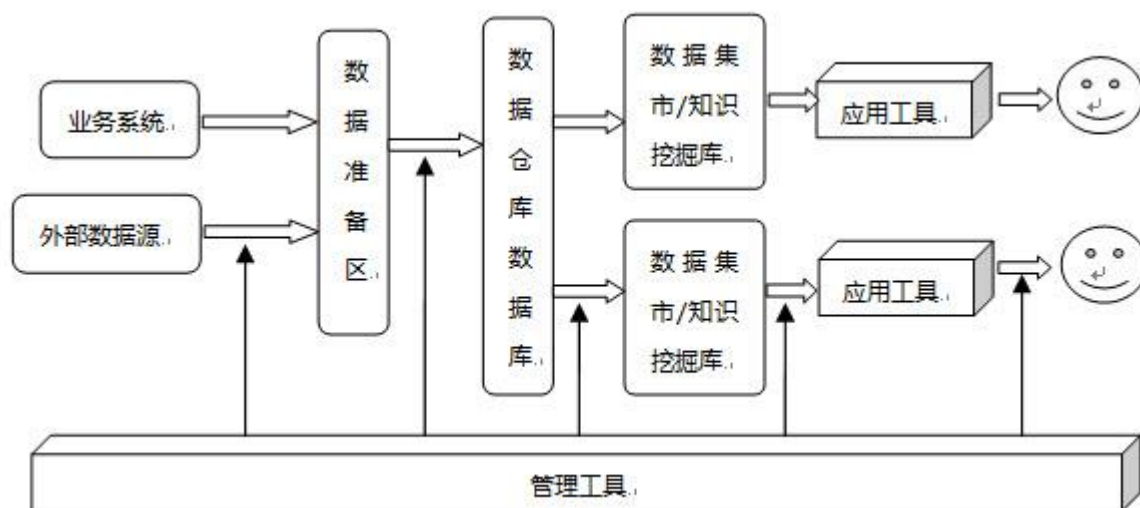 业务系统
外部数据源
数
据
准
备
区
数
据
仓
库
数
据
库
数据集
市/知识
挖掘库
数据集
市/知识
挖掘库
应用工具
应用工具
管理工具